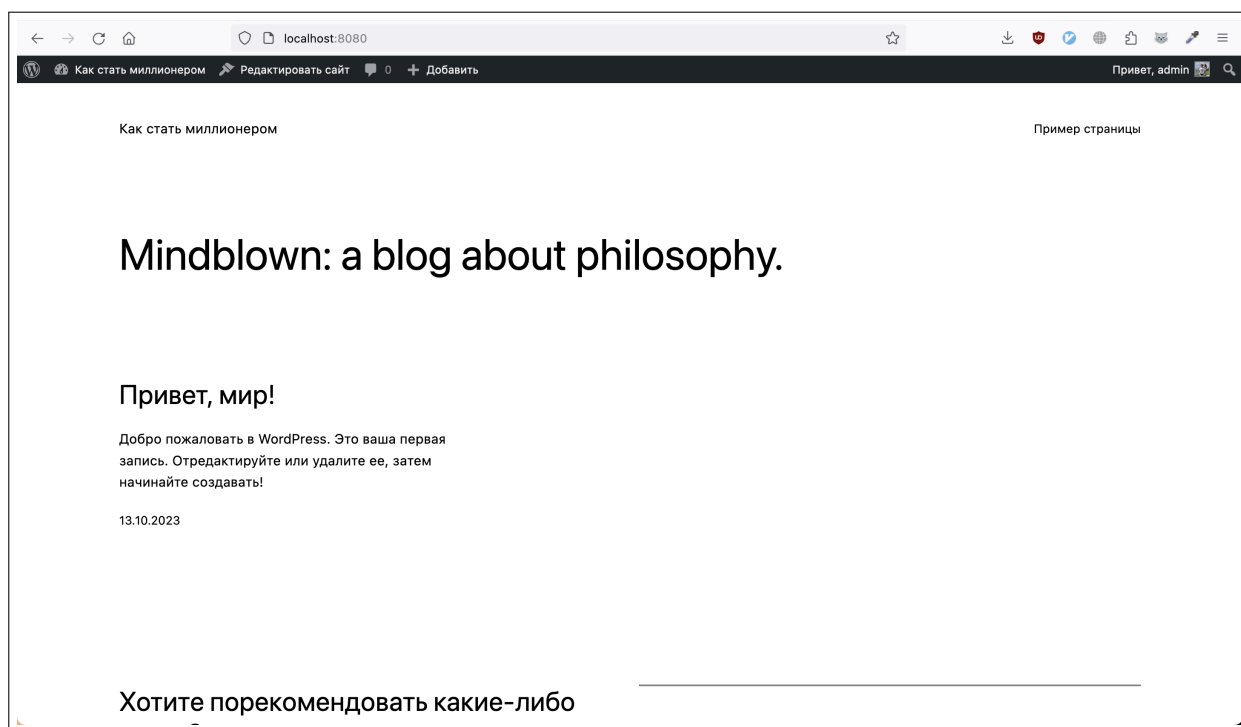 localhost:8080
Как стать миллионером Редактировать сайт 0 Добавить Привет, admin
Как стать миллионером Пример страницы
Mindblown: a blog about philosophy.
Привет, мир!
Добро пожаловать в WordPress. Это ваша первая
запись. Отредактируйте или удалите ее, затем
начинайте создавать!
13.10.2023
Хотите порекомендовать какие-либо